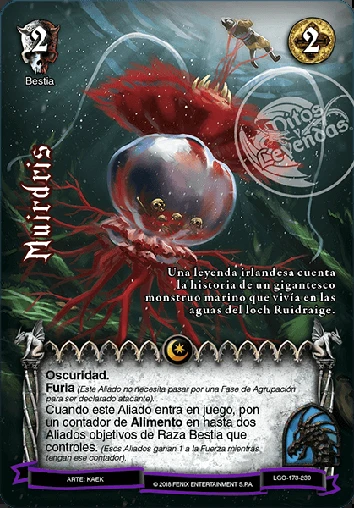 2
2
Bestia
Mitos
y
Leyendas
Muirdris
Una leyenda irlandesa cuenta
la historia de un gigantesco
monstruo marino que vivía en las
aguas del loch Ruidraige.
Oscuridad.
Furia (Este Aliado no necesita pasar por una Fase de Agrupación
para ser declarado atacante).
Cuando este Aliado entra en juego, pon
un contador de Alimento en hasta dos
Aliados objetivos de Raza Bestia que
controles. (Esos Aliados ganan 1 a la Fuerza mientras
tengan ese contador).
ARTE: KAEK
© 2018 FENIX ENTERTAINMENT S.P.A